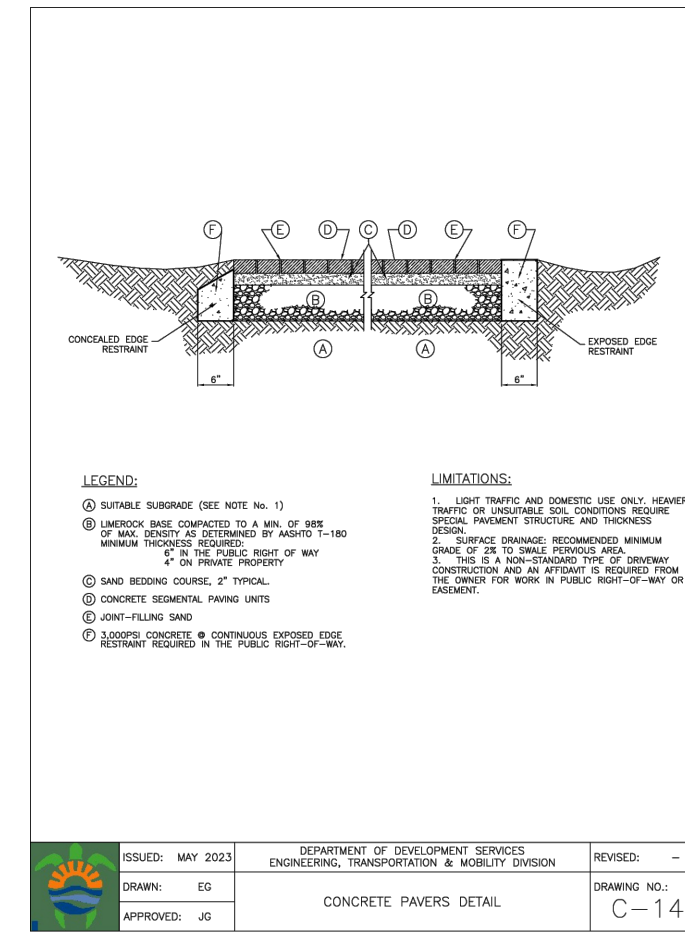 F E D C D E F
B B
CONCEALED EDGE
RESTRAINT
EXPOSED EDGE
RESTRAINT
A A
6" 6"
LEGEND:
A SUITABLE SUBGRADE (SEE NOTE No. 1)
B LIMEROCK BASE COMPACTED TO A MIN. OF 98%
OF MAX. DENSITY AS DETERMINED BY AASHTO T-180
MINIMUM THICKNESS REQUIRED:
6" IN THE PUBLIC RIGHT OF WAY
4" ON PRIVATE PROPERTY
C SAND BEDDING COURSE, 2" TYPICAL.
D CONCRETE SEGMENTAL PAVING UNITS
E JOINT-FILLING SAND
F 3,000PSI CONCRETE @ CONTINUOUS EXPOSED EDGE
RESTRAINT REQUIRED IN THE PUBLIC RIGHT-OF-WAY.
LIMITATIONS:
1. LIGHT TRAFFIC AND DOMESTIC USE ONLY. HEAVIER
TRAFFIC OR UNSUITABLE SOIL CONDITIONS REQUIRE
SPECIAL PAVEMENT STRUCTURE AND THICKNESS
DESIGN.
2. SURFACE DRAINAGE: RECOMMENDED MINIMUM
GRADE OF 2% TO SWALE PERVIOUS AREA.
3. THIS IS A NON-STANDARD TYPE OF DRIVEWAY
CONSTRUCTION AND AN AFFIDAVIT IS REQUIRED FROM
THE OWNER FOR WORK IN PUBLIC RIGHT-OF-WAY OR
EASEMENT.
ISSUED: MAY 2023
DRAWN: EG
APPROVED: JG
DEPARTMENT OF DEVELOPMENT SERVICES
ENGINEERING, TRANSPORTATION & MOBILITY DIVISION
CONCRETE PAVERS DETAIL
REVISED: -
DRAWING NO.:
C-14